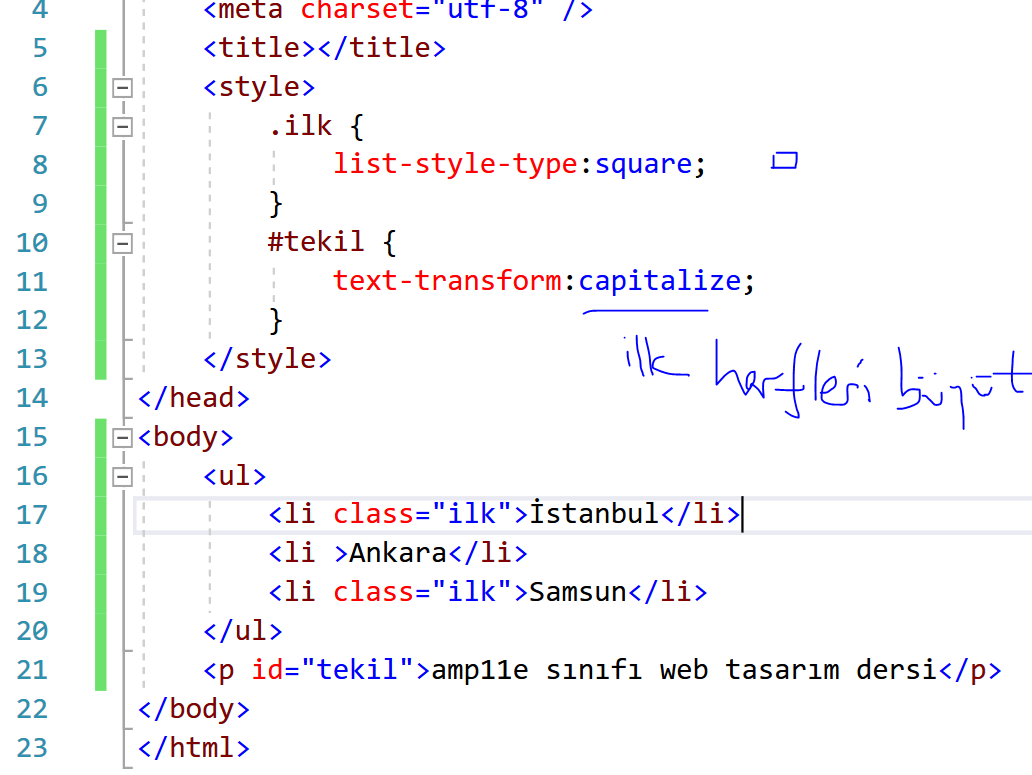 4 <meta charset="utf-8" />
5 <title></title>
6 <style>
7 .ilk {
8 list-style-type:square;
9 }
10 #tekil {
11 text-transform:capitalize;
12 }
ilk harfleri büyüt
13 </style>
14 </head>
15 <body>
16 <ul>
17 <li class="ilk">İstanbul</li>
18 <li >Ankara</li>
19 <li class="ilk">Samsun</li>
20 </ul>
21 <p id="tekil">amp11e sınıfı web tasarım dersi</p>
22 </body>
23 </html>